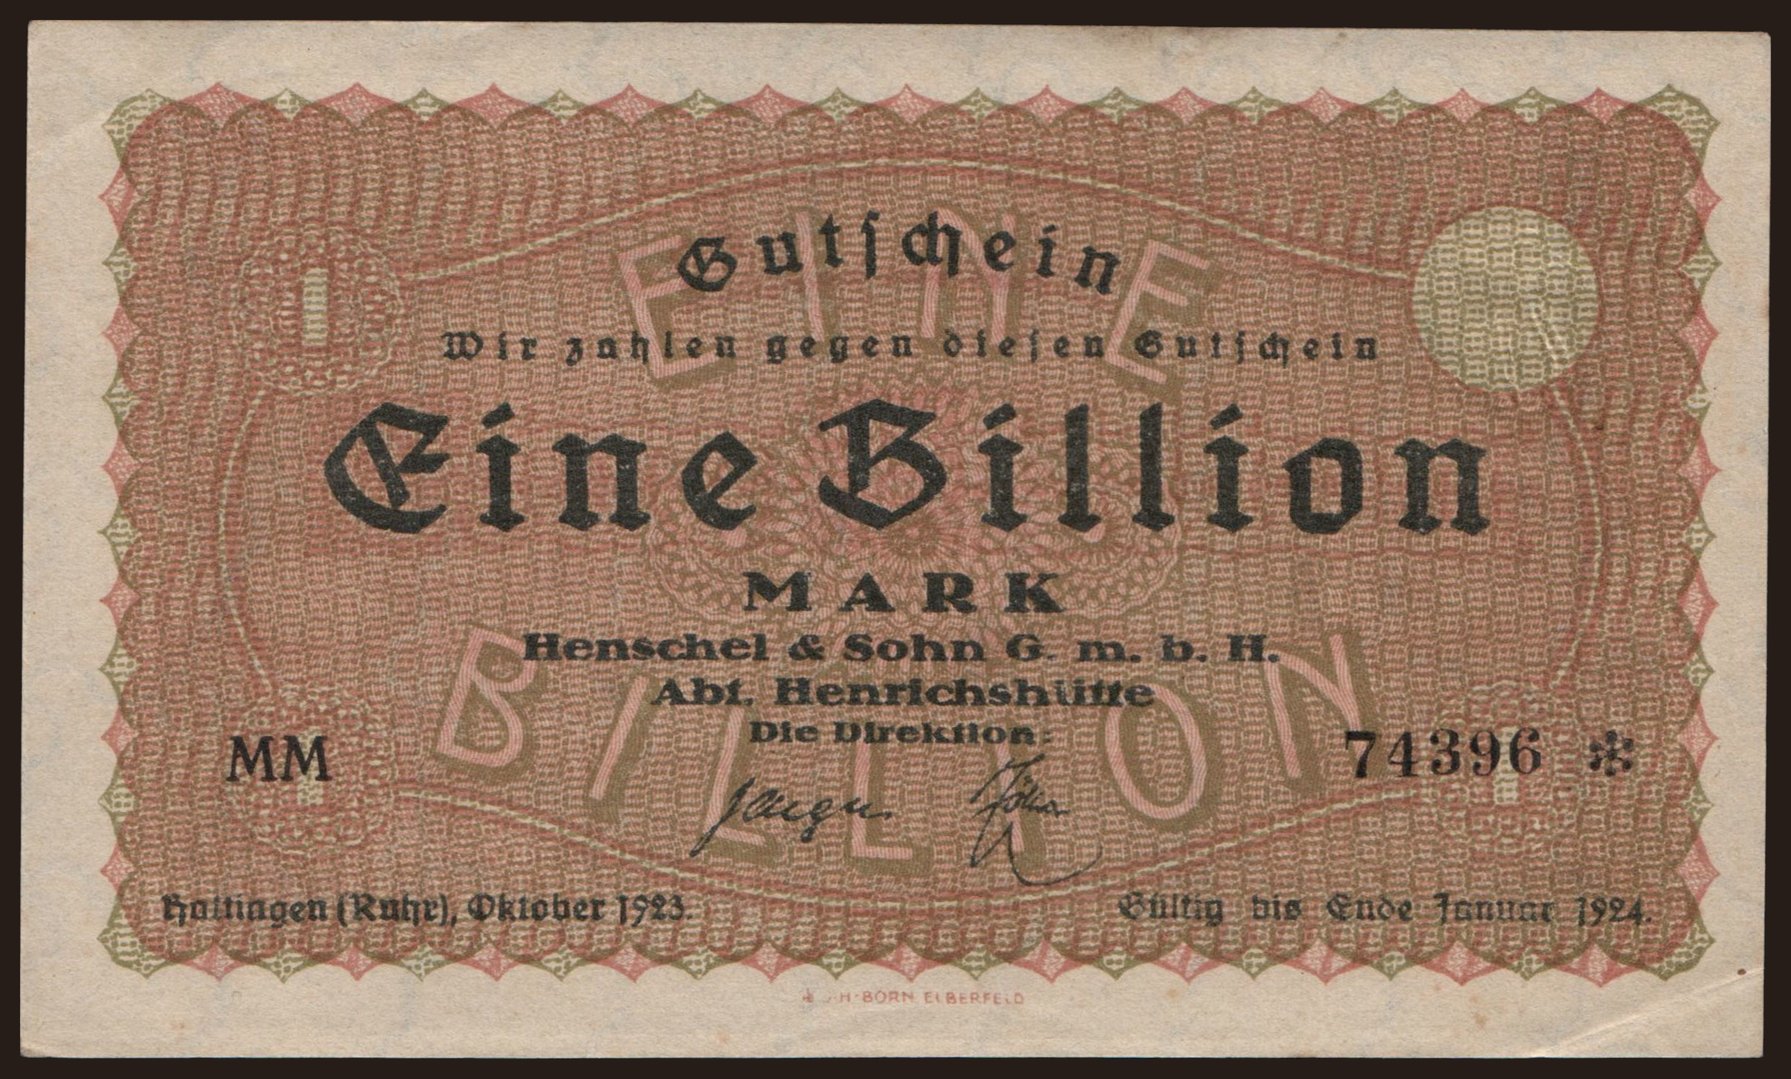 EINE
Gutschein
Wir zahlen gegen diesen Gutschein
Eine Billion
MARK
Henschel & Sohn G. m. b. H.
Abt. Henrichshütte
Die Direktion:
BILLION
MM
74396 *
Hattingen (Ruhr), Oktober 1923.
Gültig bis Ende Januar 1924.
BORN ELBERFELD